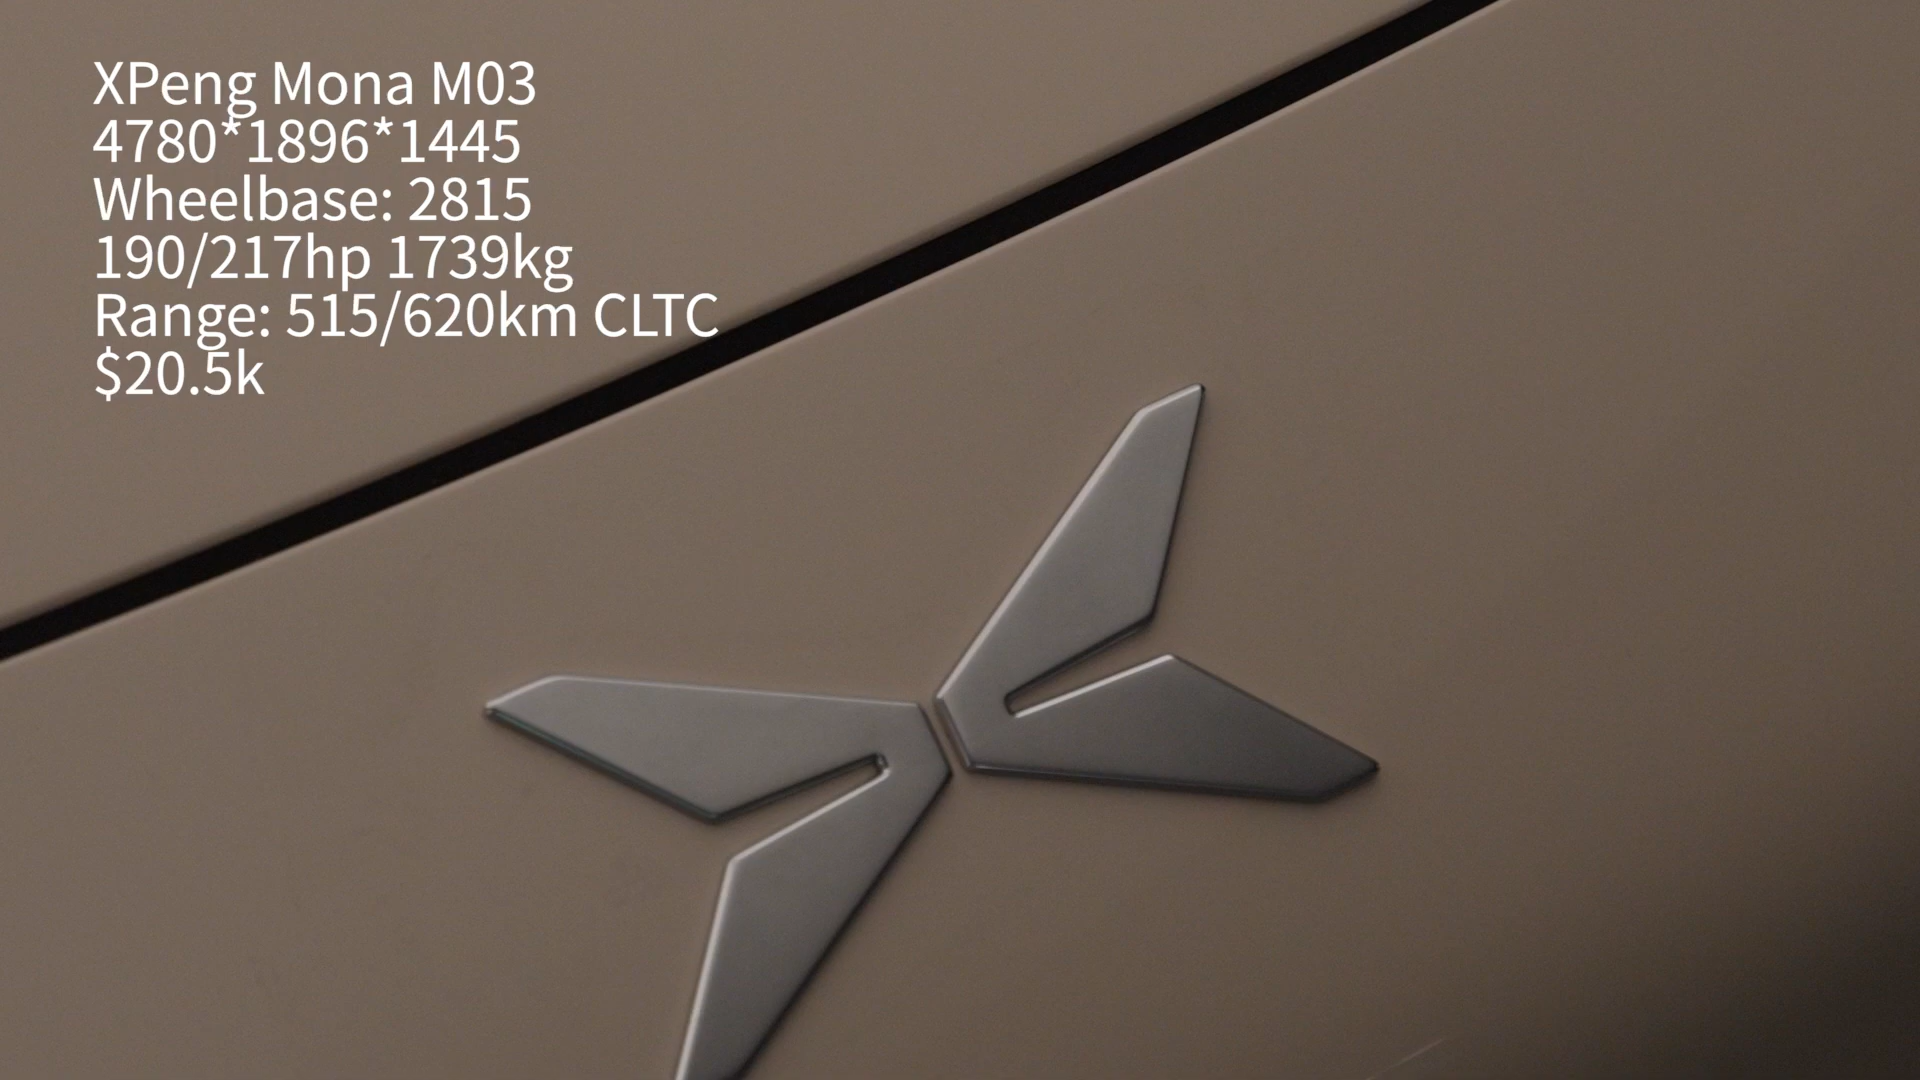 XPeng Mona M03
4780*1896*1445
Wheelbase: 2815
190/217hp 1739kg
Range: 515/620km CLTC
$20.5k